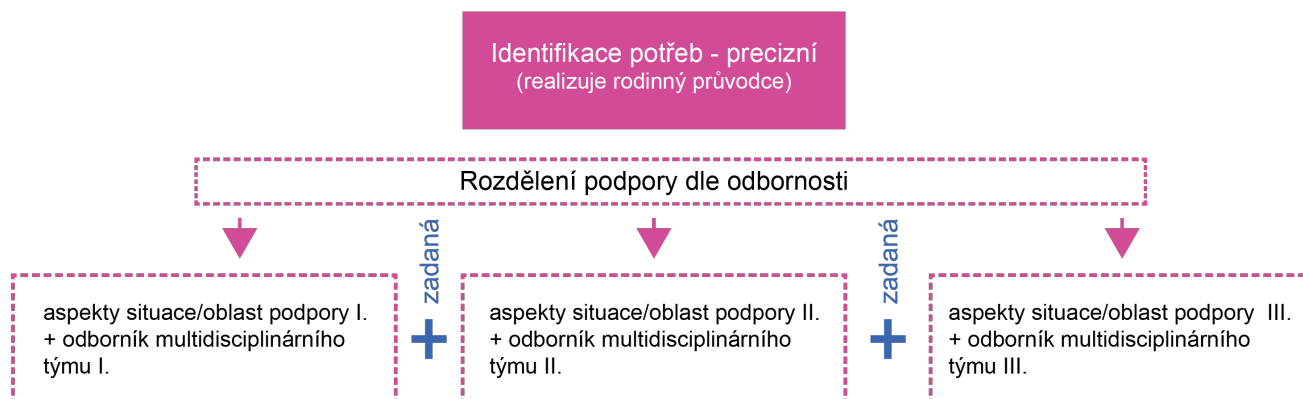 Identifikace potřeb - precizní
(realizuje rodinný průvodce)
Rozdělení podpory dle odbornosti
aspekty situace/oblast podpory I.
+ odborník multidisciplinárního
týmu I.
zadaná
+
aspekty situace/oblast podpory II.
+ odborník multidisciplinárního
týmu II.
zadaná
+
aspekty situace/oblast podpory III.
+ odborník multidisciplinárního
týmu III.